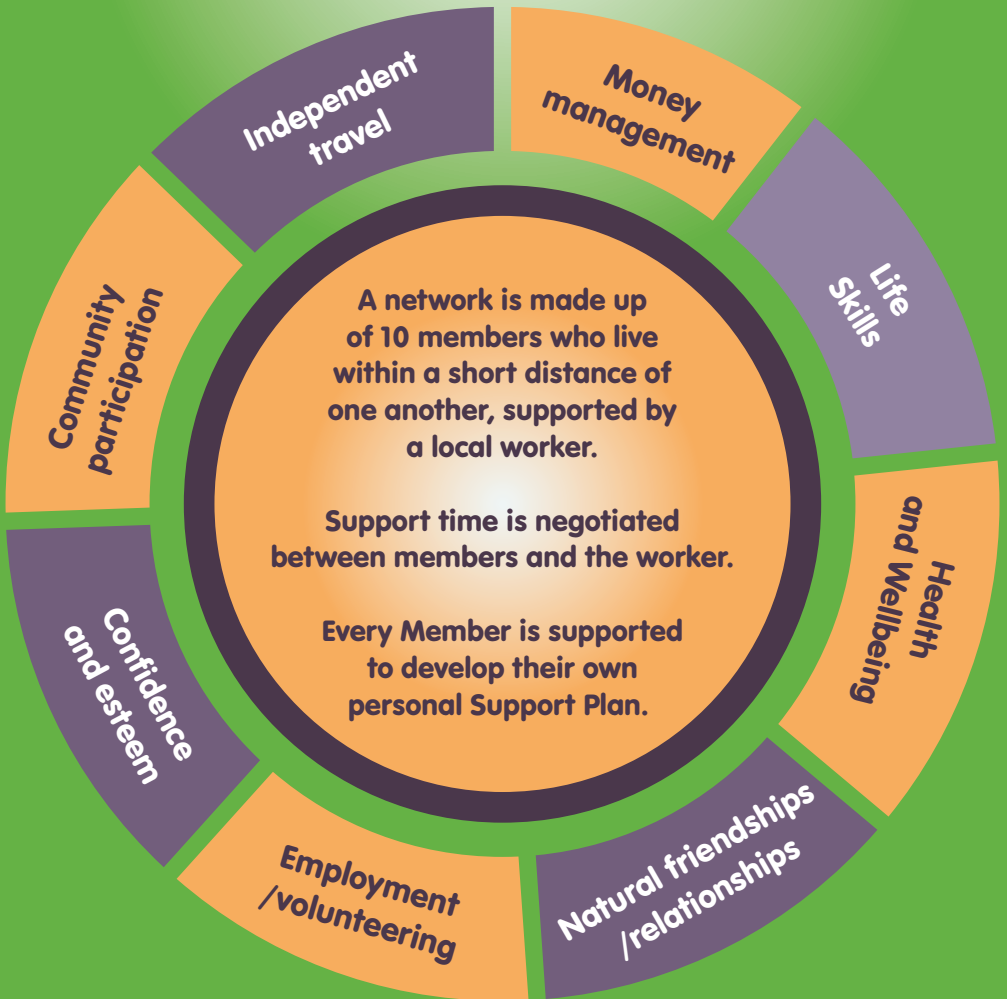 Independent
travel
Money
management
Life
Skills
Health
and Wellbeing
Natural friendships
/relationships
Employment
/volunteering
Confidence
and esteem
Community
participation
A network is made up
of 10 members who live
within a short distance of
one another, supported by
a local worker.
Support time is negotiated
between members and the worker.
Every Member is supported
to develop their own
personal Support Plan.